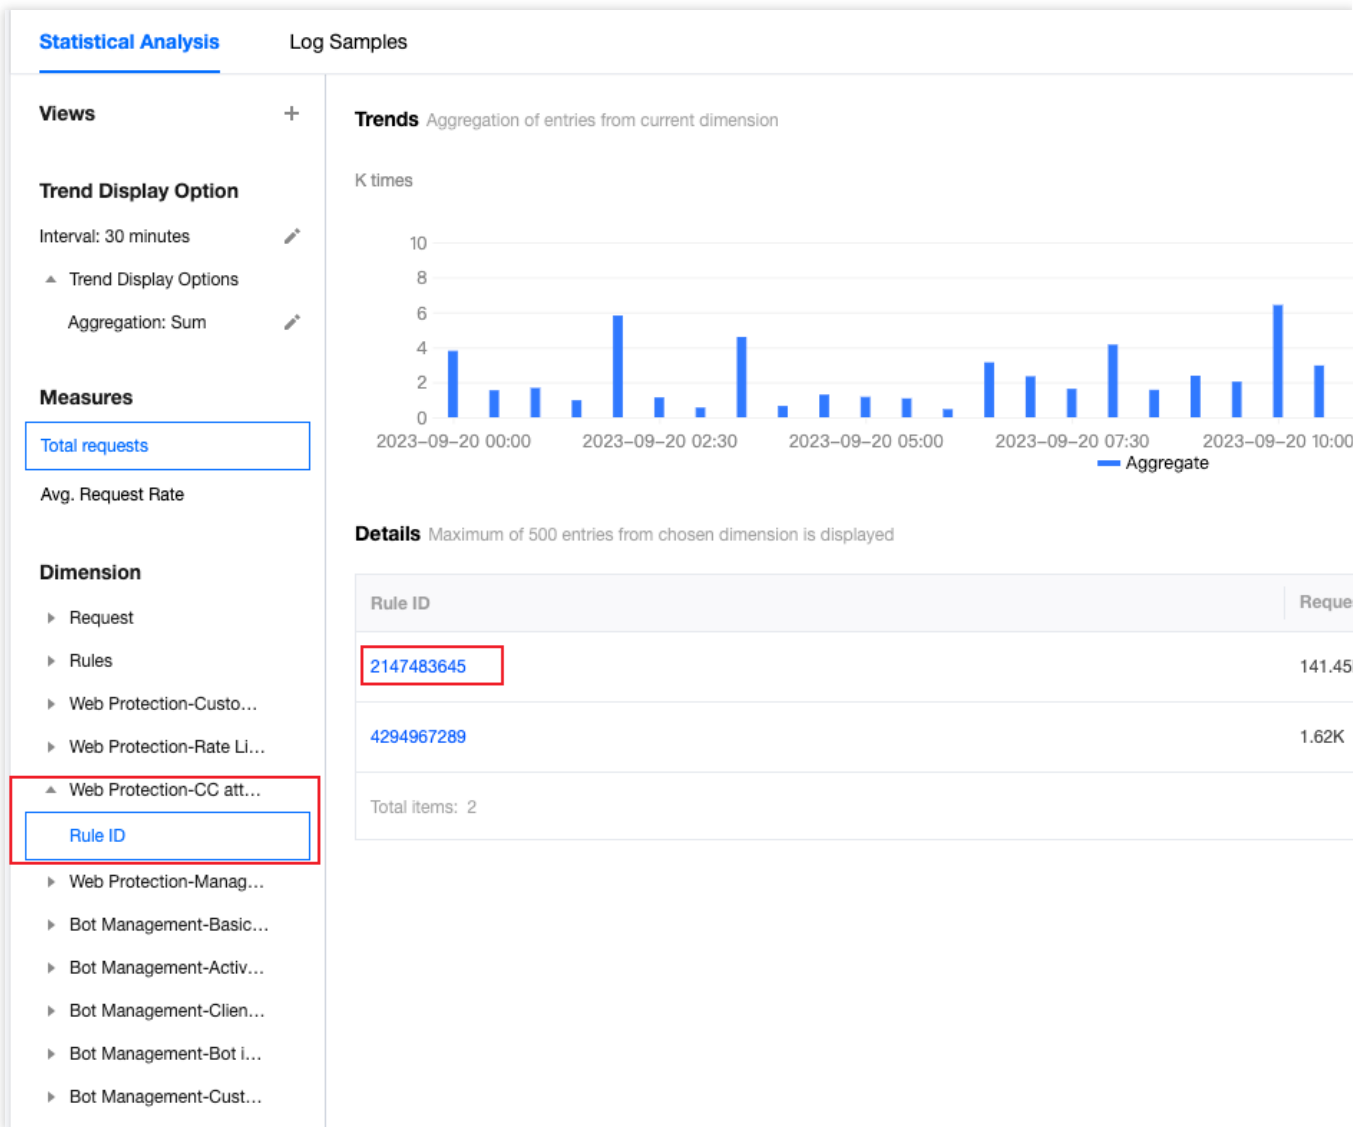 Statistical Analysis
Log Samples
Views
Trend Display Option
Interval: 30 minutes
Trend Display Options
Aggregation: Sum
Measures
Total requests
Avg. Request Rate
Dimension
Request
Rules
Web Protection-Custo...
Web Protection-Rate Li...
Web Protection-CC att...
Rule ID
Web Protection-Manag...
Bot Management-Basic...
Bot Management-Activ...
Bot Management-Clien...
Bot Management-Bot i...
Bot Management-Cust...
Trends Aggregation of entries from current dimension
K times
10
8
6
4
2
0
2023-09-20 00:00 2023-09-20 02:30 2023-09-20 05:00 2023-09-20 07:30 2023-09-20 10:00
Aggregate
Details Maximum of 500 entries from chosen dimension is displayed
Rule ID Reque
2147483645 141.45
4294967289 1.62K
Total items: 2